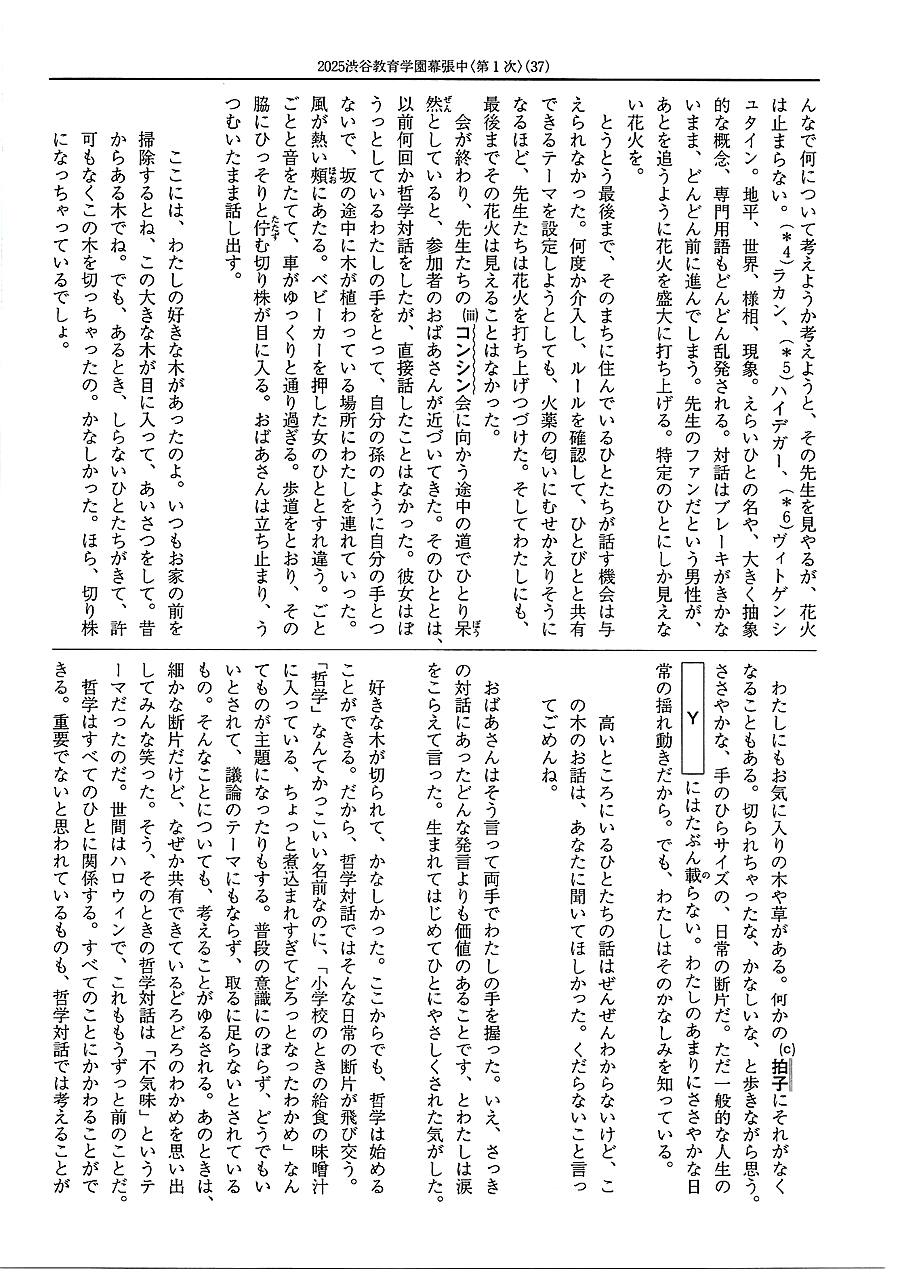 2025渋谷教育学園幕張中〈第1次〉(37)
んなで何について考えようか考えようと、その先生を見やるが、花火
は止まらない。(＊4)ラカン、(＊5)ハイデガー、(＊6)ヴィトゲンシ
ュタイン。地平、世界、様相、現象。えらいひとの名や、大きく抽象
的な概念、専門用語もどんどん乱発される。対話はブレーキがきかな
いまま、どんどん前に進んでしまう。先生のファンだという男性が、
あとを追うように花火を盛大に打ち上げる。特定のひとにしか見えな
い花火を。
とうとう最後まで、そのまちに住んでいるひとたちが話す機会は与
えられなかった。何度か介入し、ルールを確認して、ひとびとと共有
できるテーマを設定しようとしても、火薬の匂いにむせかえりそうに
なるほど、先生たちは花火を打ち上げつづけた。そしてわたしにも、
最後までその花火は見えることはなかった。
会が終わり、先生たちの(ⅲ)コンシン会に向かう途中の道でひとり呆ぼう
然ぜんとしていると、参加者のおばあさんが近づいてきた。そのひととは、
以前何回か哲学対話をしたが、直接話したことはなかった。彼女はぼ
うっとしているわたしの手をとって、自分の孫のように自分の手とつ
ないで、坂の途中に木が植わっている場所にわたしを連れていった。
風が熱い頰ほおにあたる。ベビーカーを押した女のひととすれ違う。ごと
ごとと音をたてて、車がゆっくりと通り過ぎる。歩道をとおり、その
脇にひっそりと佇たたずむ切り株が目に入る。おばあさんは立ち止まり、う
つむいたまま話し出す。
ここには、わたしの好きな木があったのよ。いつもお家の前を
掃除するとね、この大きな木が目に入って、あいさつをして。昔
からある木でね。でも、あるとき、しらないひとたちがきて、許
可もなくこの木を切っちゃったの。かなしかった。ほら、切り株
になっちゃっているでしょ。
わたしにもお気に入りの木や草がある。何かの(c)拍子にそれがなく
なることもある。切られちゃったな、かなしいな、と歩きながら思う。
ささやかな、手のひらサイズの、日常の断片だ。ただ一般的な人生の
Yにはたぶん載のらない。わたしのあまりにささやかな日
常の揺れ動きだから。でも、わたしはそのかなしみを知っている。
高いところにいるひとたちの話はぜんぜんわからないけど、こ
の木のお話は、あなたに聞いてほしかった。くだらないこと言っ
てごめんね。
おばあさんはそう言って両手でわたしの手を握った。いえ、さっき
の対話にあったどんな発言よりも価値のあることです、とわたしは涙
をこらえて言った。生まれてはじめてひとにやさしくされた気がした。
好きな木が切られて、かなしかった。ここからでも、哲学は始める
ことができる。だから、哲学対話ではそんな日常の断片が飛び交う。
「哲学」なんてかっこいい名前なのに、「小学校のときの給食の味噌汁
に入っている、ちょっと煮込まれすぎてどろっとなったわかめ」なん
てものが主題になったりもする。普段の意識にのぼらず、どうでもい
いとされて、議論のテーマにもならず、取るに足らないとされている
もの。そんなことについても、考えることがゆるされる。あのときは、
細かな断片だけど、なぜか共有できているどろどろのわかめを思い出
してみんな笑った。そう、そのときの哲学対話は「不気味」というテ
ーマだったのだ。世間はハロウィンで、これももうずっと前のことだ。
哲学はすべてのひとに関係する。すべてのことにかかわることがで
きる。重要でないと思われているものも、哲学対話では考えることが